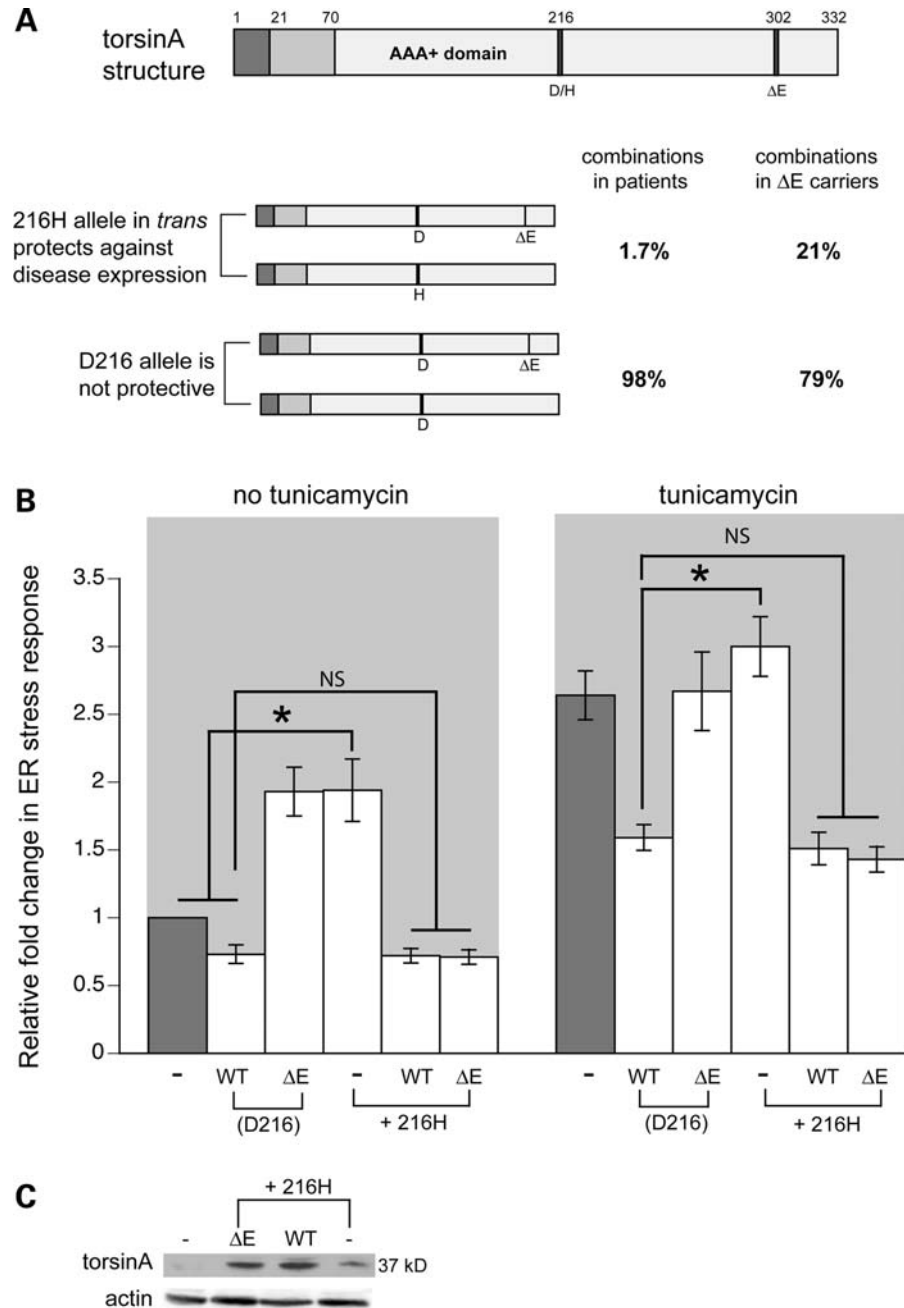 A
1 21 70 216 302 332
torsinA
structure
AAA+ domain
D/H ΔE
combinations
in patients
combinations
in ΔE carriers
216H allele in trans
protects against
disease expression
D ΔE
H
1.7% 21%
D216 allele is
not protective
D ΔE
D
98% 79%
B
no tunicamycin tunicamycin
Relative fold change in ER stress response
3.5
3
2.5
2
1.5
1
0.5
0
NS
*
NS
*
- WT ΔE - WT ΔE
(D216) + 216H
- WT ΔE - WT ΔE
(D216) + 216H
C
+ 216H
- ΔE WT -
torsinA 37 kD
actin